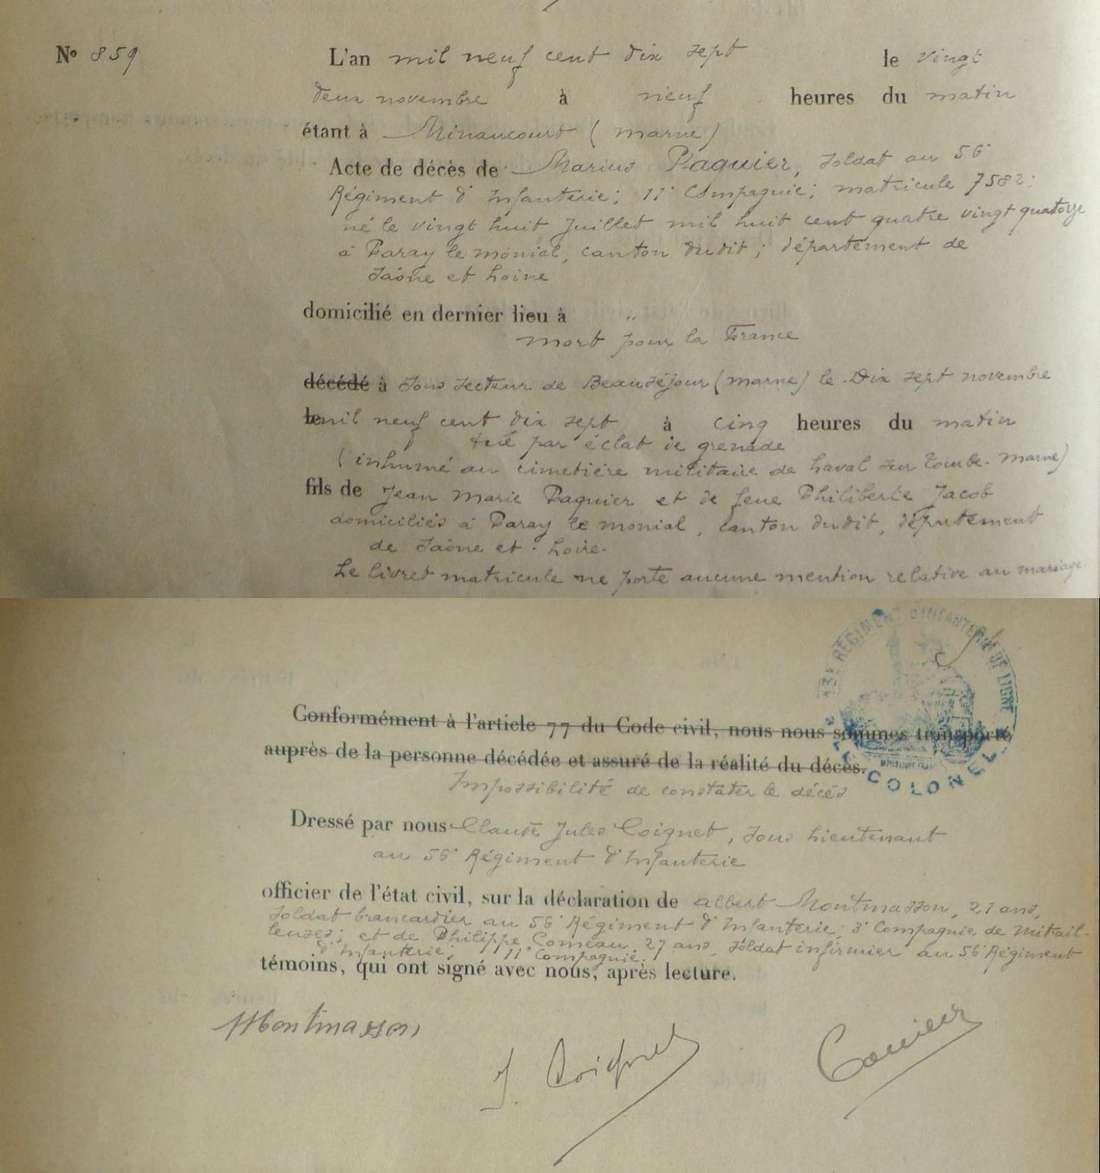 N° 859
L'an mil neuf cent dix sept le vingt
deux novembre à neuf heures du matin
étant à Minaucourt (marne)
Acte de décès de Marius Paquier, soldat au 56e
Régiment d'Infanterie; 11e Compagnie; matricule 7582;
né le vingt huit Juillet mil huit cent quatre vingt quatorze
à Paray le monial, canton dudit; département de
Saône et Loire
domicilié en dernier lieu à "
mort pour la France
décédé à Sous secteur de Beauséjour (marne) le Dix sept novembre
le mil neuf cent dix sept à cinq heures du matin
tué par éclat de grenade
(inhumé au cimetière militaire de Laval sur Tourbe. Marne)
fils de Jean Marie Paquier et de feue Philiberte Jacob
domiciliés à Paray le monial, canton dudit, département
de Saône et Loire.
Le livret matricule ne porte aucune mention relative au mariage
RÉGIMENT D'INFANTERIE DE LIGNE
COLONEL
Conformément à l'article 77 du Code civil, nous nous sommes transporté
auprès de la personne décédée et assuré de la réalité du décès.
Impossibilité de constater le décès
Dressé par nous Claude Jules Coignet, sous Lieutenant
au 56e Régiment d'Infanterie
officier de l'état civil, sur la déclaration de albert Montmasson, 21 ans,
soldat brancardier au 56e Régiment d'Infanterie; 3e Compagnie de Mitrail-
leuses; et de Philippe Comeau, 27 ans, soldat infirmier au 56e Régiment
d'Infanterie; 11e Compagnie.
témoins, qui ont signé avec nous, après lecture.
Montmasson
J. Coignet